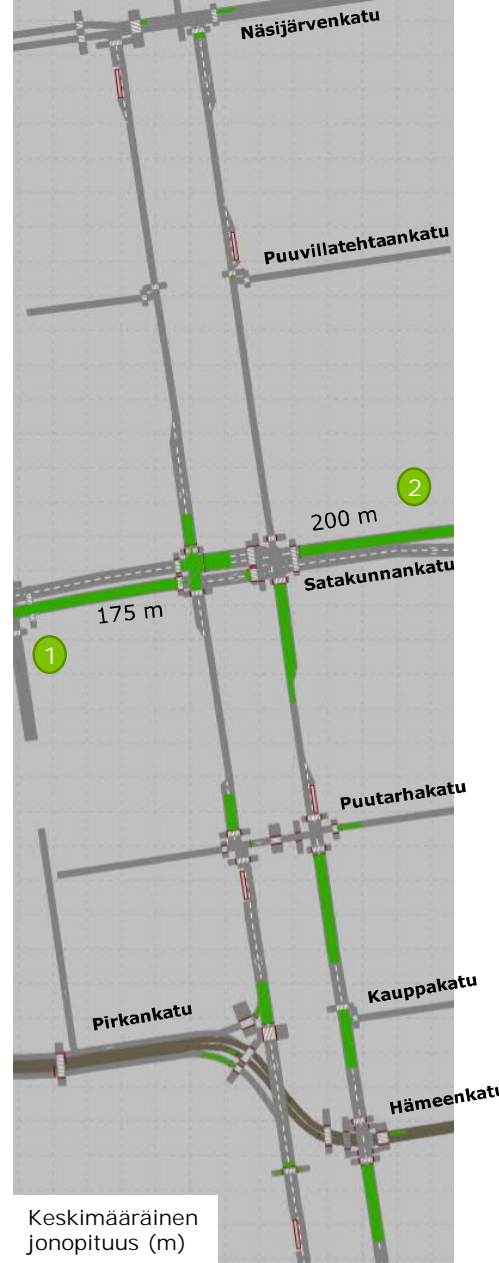 Näsijärvenkatu
Puuvillatehtaankatu
2
200 m
Satakunnankatu
175 m
1
Puutarhakatu
Kauppakatu
Pirkankatu
Hämeenkatu
Keskimääräinen
jonopituus (m)